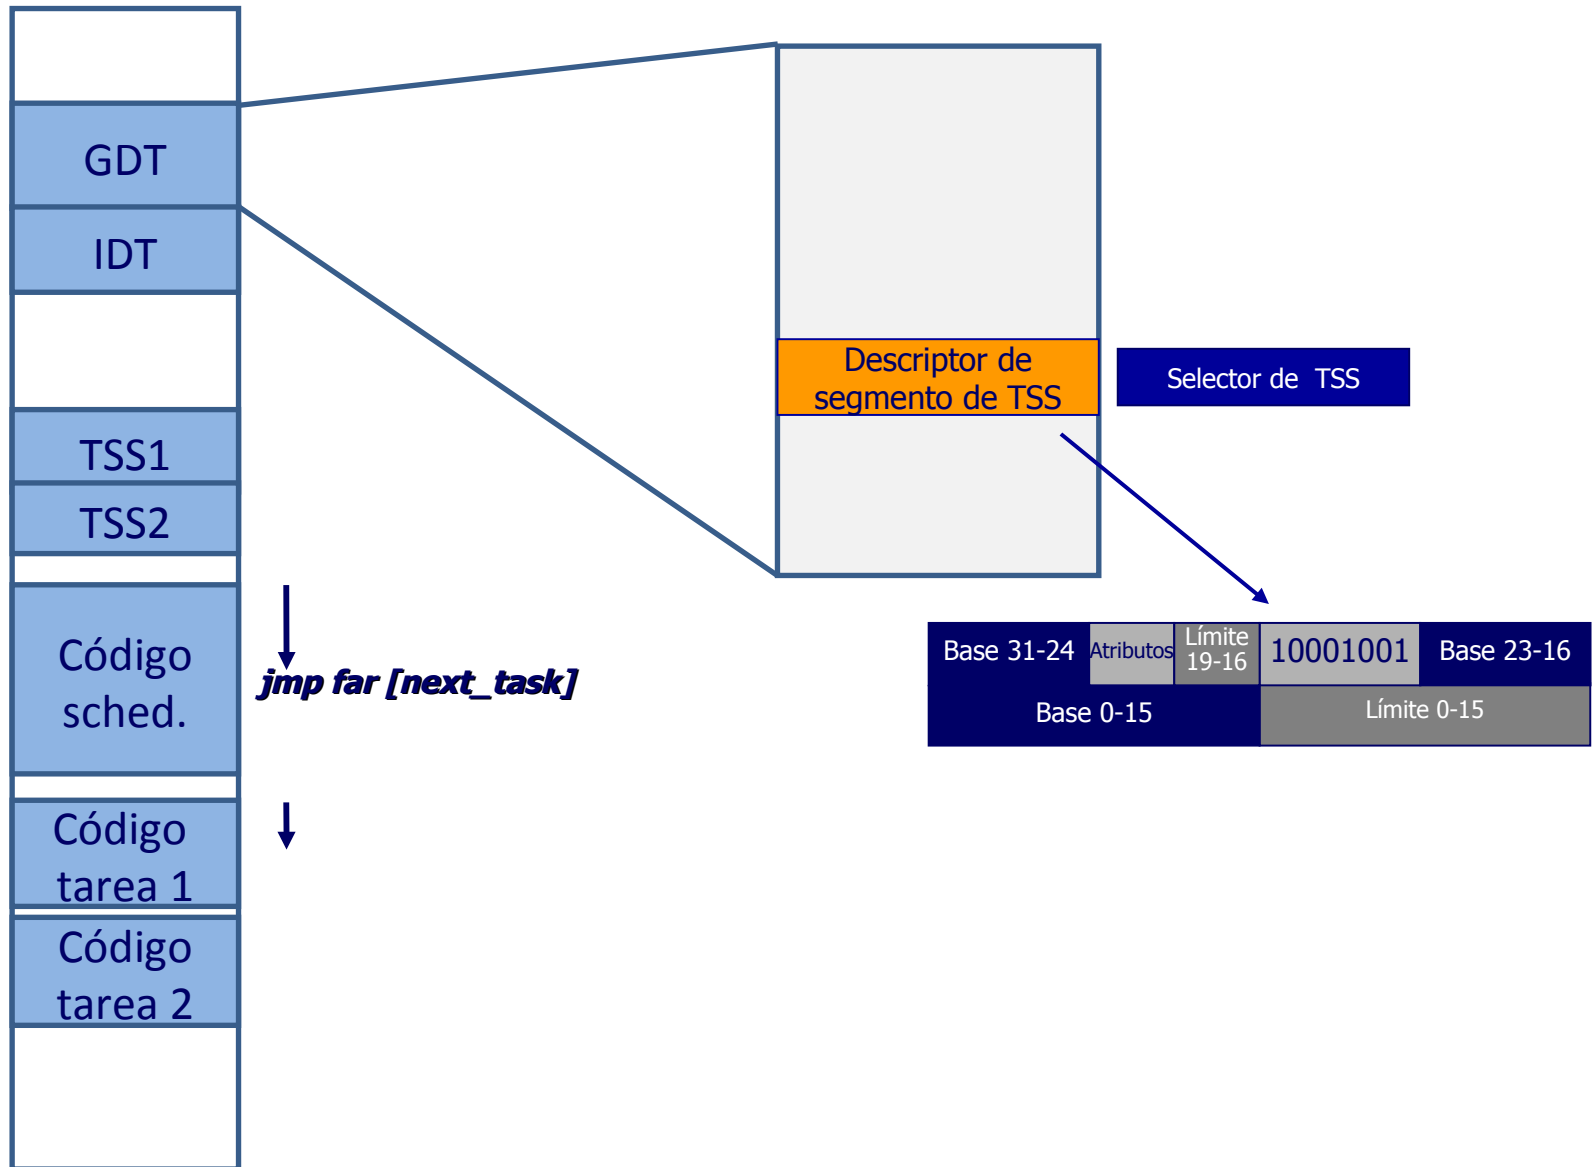 GDT
IDT
TSS1
TSS2
Código
sched.
jmp far [next_task]
Código
tarea 1
Código
tarea 2
Descriptor de
segmento de TSS
Selector de TSS
Base 31-24
Atributos
Límite
19-16
10001001
Base 23-16
Base 0-15
Límite 0-15